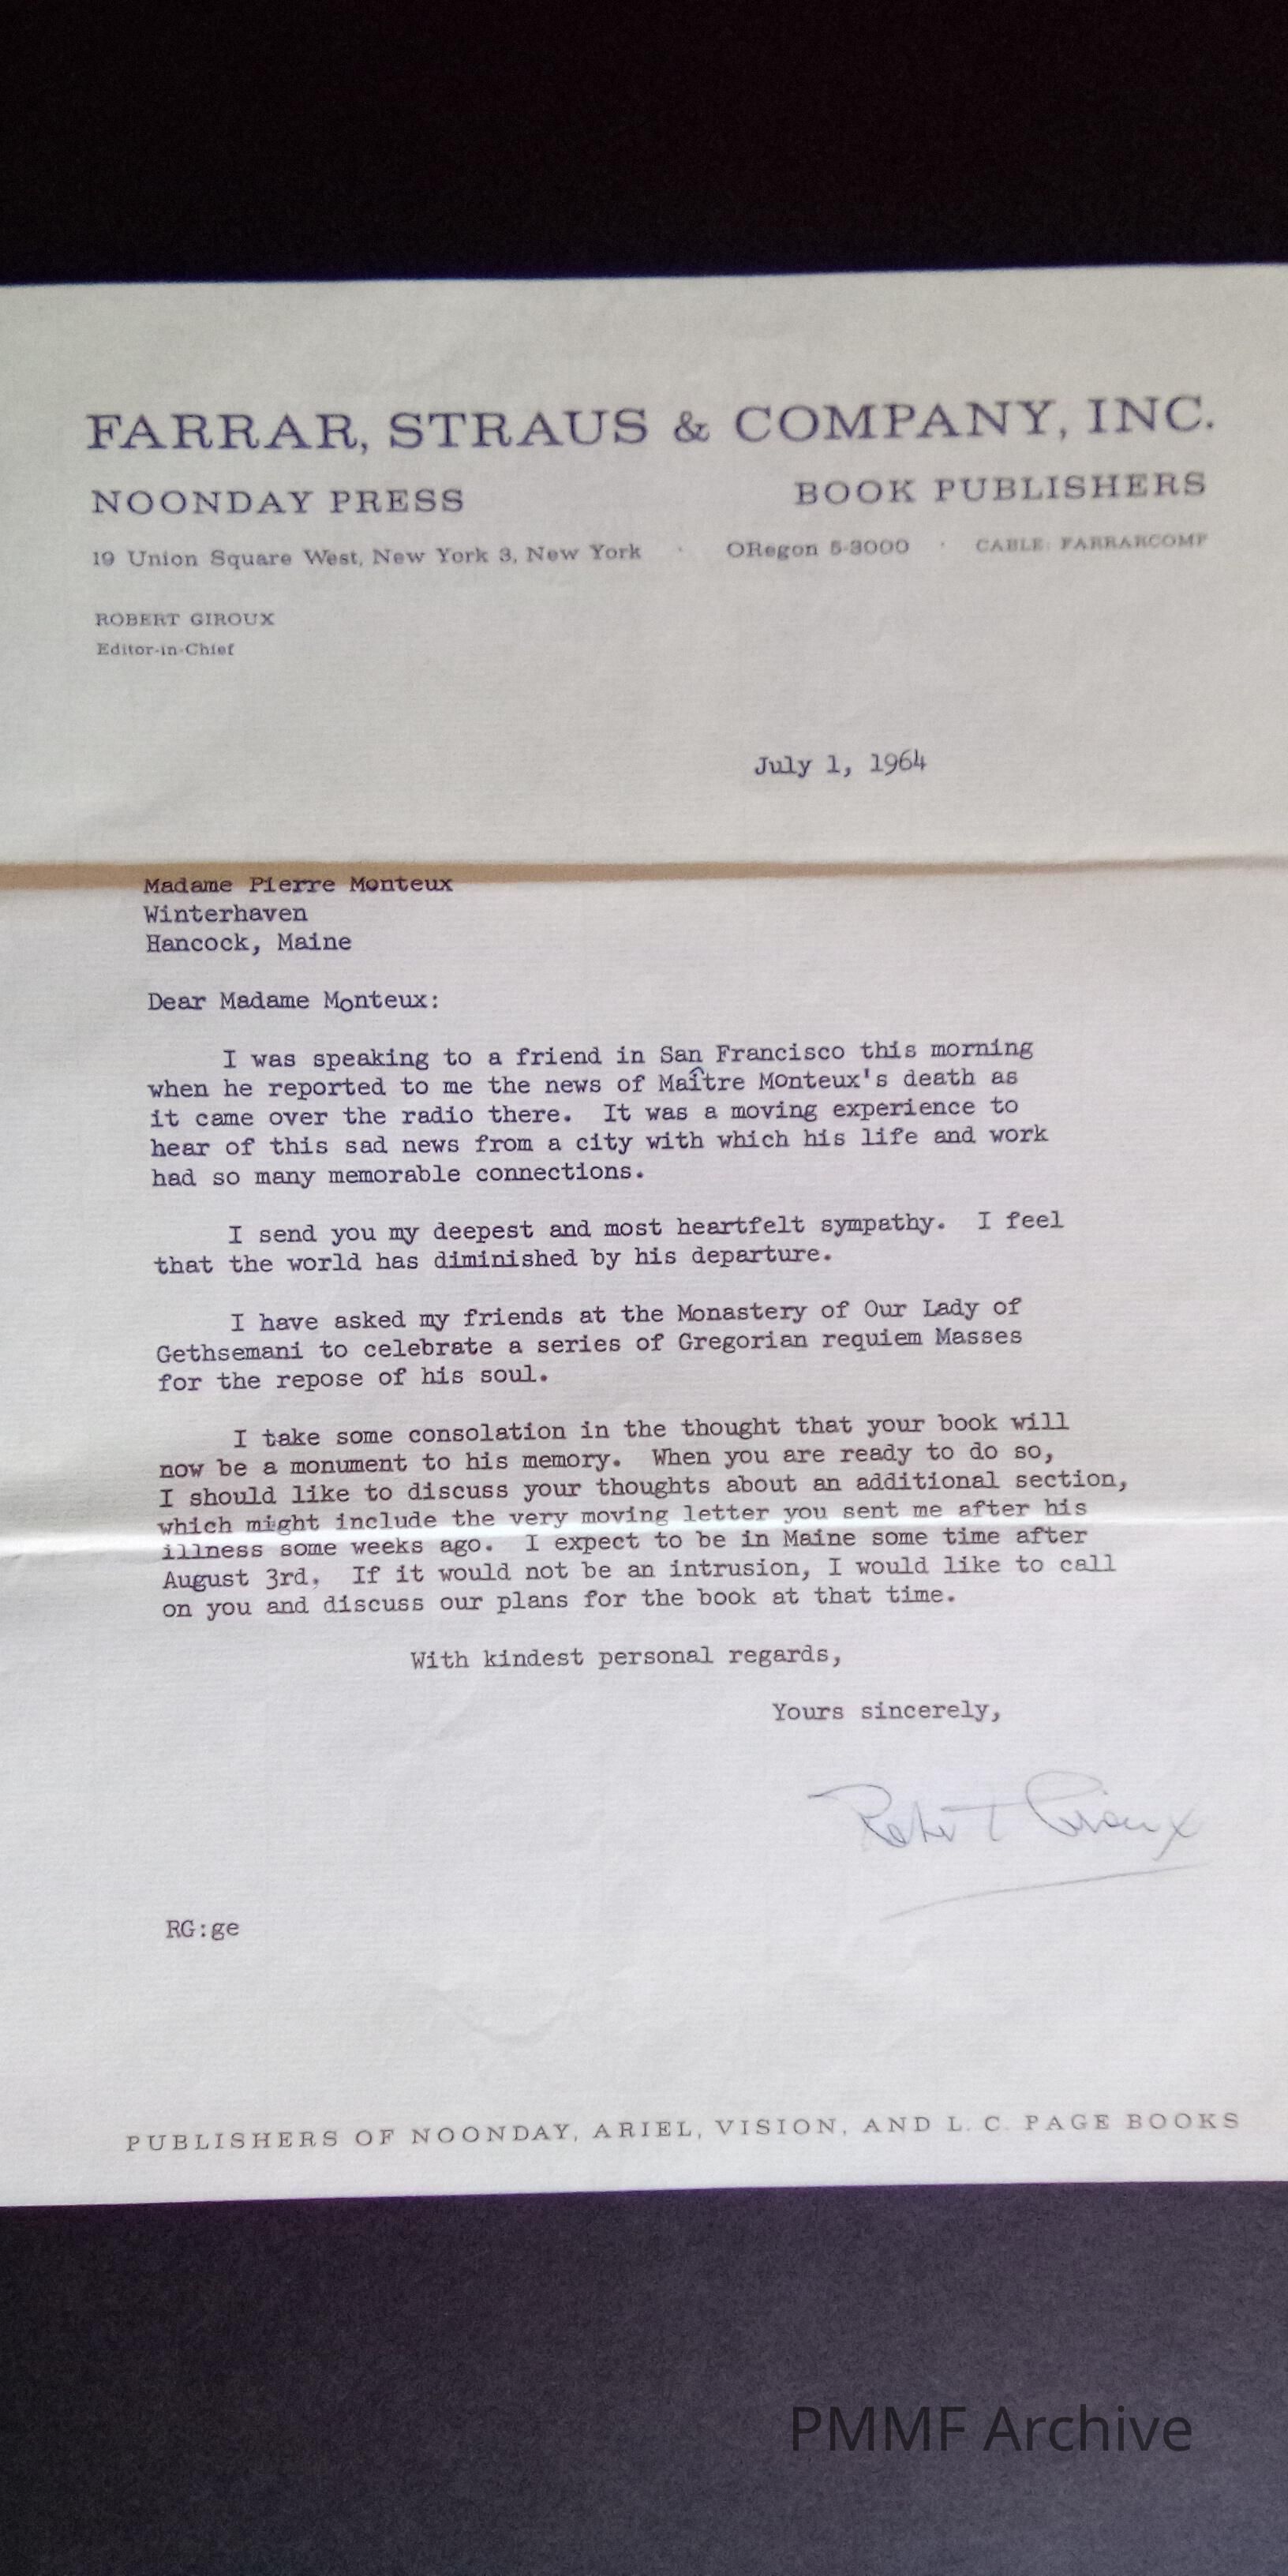 FARRAR, STRAUS & COMPANY, INC.
NOONDAY PRESS BOOK PUBLISHERS
19 Union Square West, New York 3, New York · ORegon 5-3000 · CABLE: FARRARCOMP
ROBERT GIROUX
Editor-in-Chief
July 1, 1964
Madame Pierre Monteux
Winterhaven
Hancock, Maine
Dear Madame Monteux:
I was speaking to a friend in San Francisco this morning
when he reported to me the news of Maître Monteux's death as
it came over the radio there. It was a moving experience to
hear of this sad news from a city with which his life and work
had so many memorable connections.
I send you my deepest and most heartfelt sympathy. I feel
that the world has diminished by his departure.
I have asked my friends at the Monastery of Our Lady of
Gethsemani to celebrate a series of Gregorian requiem Masses
for the repose of his soul.
I take some consolation in the thought that your book will
now be a monument to his memory. When you are ready to do so,
I should like to discuss your thoughts about an additional section,
which might include the very moving letter you sent me after his
illness some weeks ago. I expect to be in Maine some time after
August 3rd. If it would not be an intrusion, I would like to call
on you and discuss our plans for the book at that time.
With kindest personal regards,
Yours sincerely,
Robert Giroux
RG:ge
PUBLISHERS OF NOONDAY, ARIEL, VISION, AND L. C. PAGE BOOKS
PMMF Archive